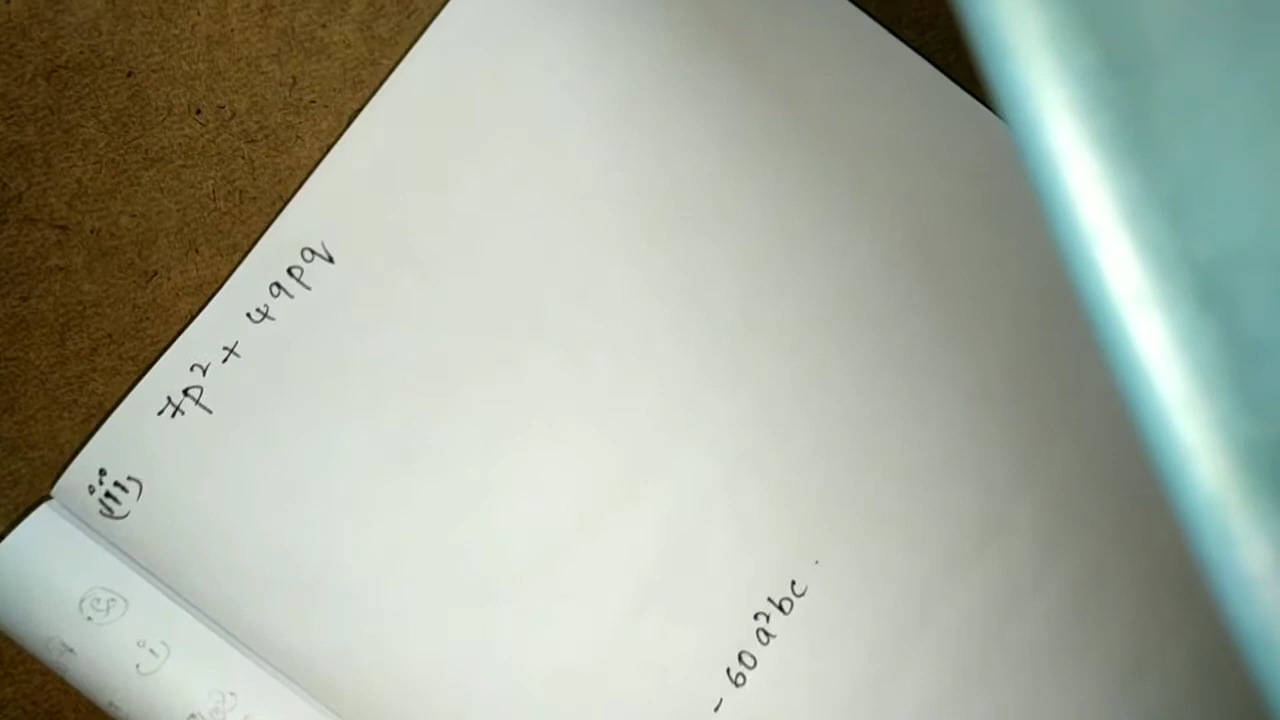 (iii) 7p² + 49pq
- 60a²bc.